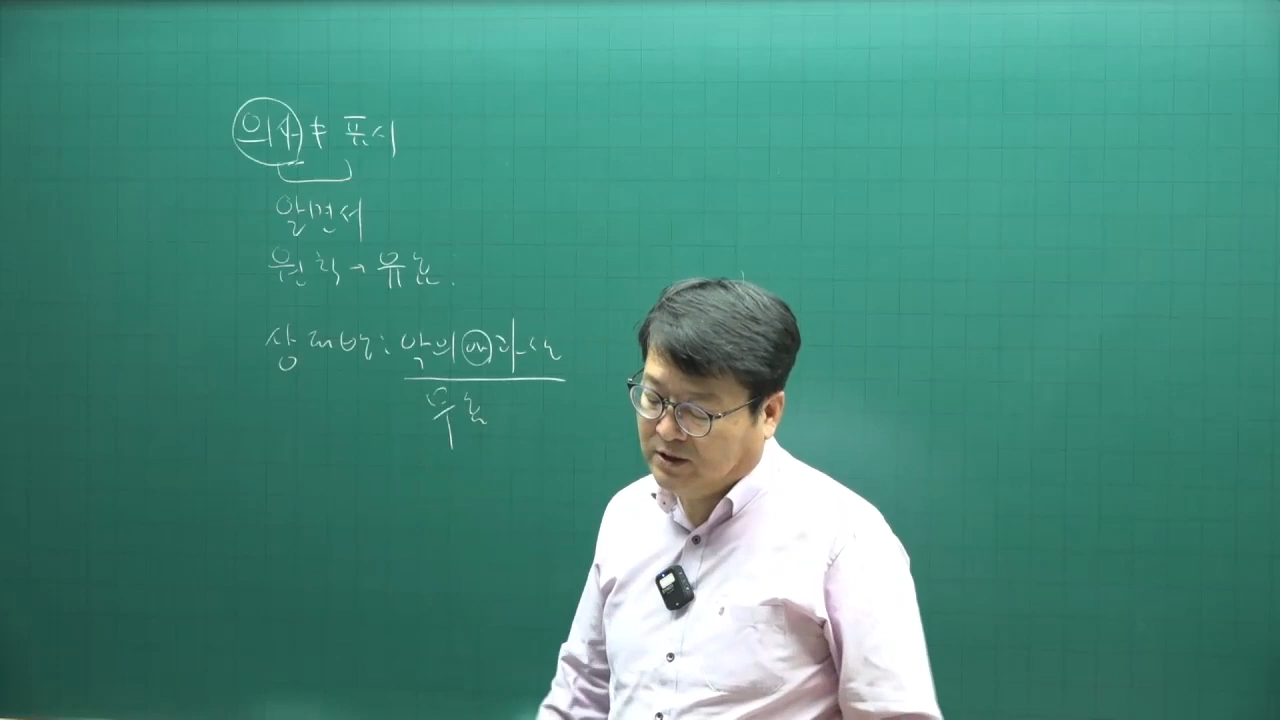 의사 ≠ 표시
알면서
원칙 → 유효.
상대방: 악의 or 과실
무효